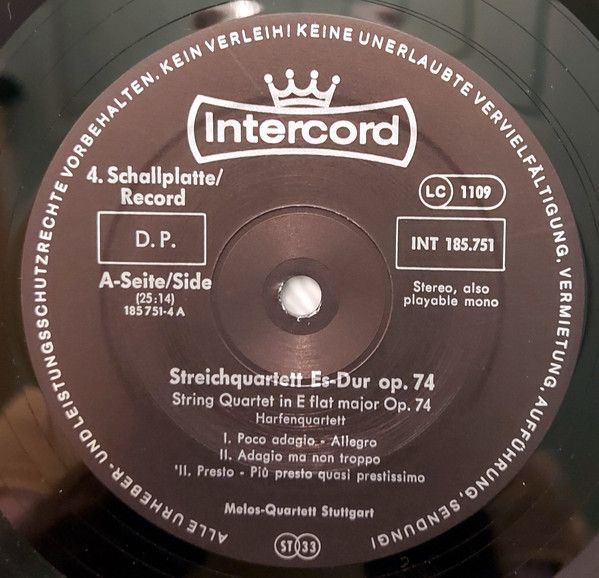 ALLE URHEBER- UND LEISTUNGSSCHUTZRECHTE VORBEHALTEN. KEIN VERLEIH! KEINE UNERLAUBTE VERVIELFÄLTIGUNG, VERMIETUNG, AUFFÜHRUNG, SENDUNG!
Intercord
4. Schallplatte/
Record
LC 1109
D.P.
INT 185.751
A-Seite/Side
(25:14)
185 751-4 A
Stereo, also
playable mono
Streichquartett Es-Dur op. 74
String Quartet in E flat major Op. 74
Harfenquartett
I. Poco adagio - Allegro
II. Adagio ma non troppo
'II. Presto - Più presto quasi prestissimo
Melos-Quartett Stuttgart
ST 33
2